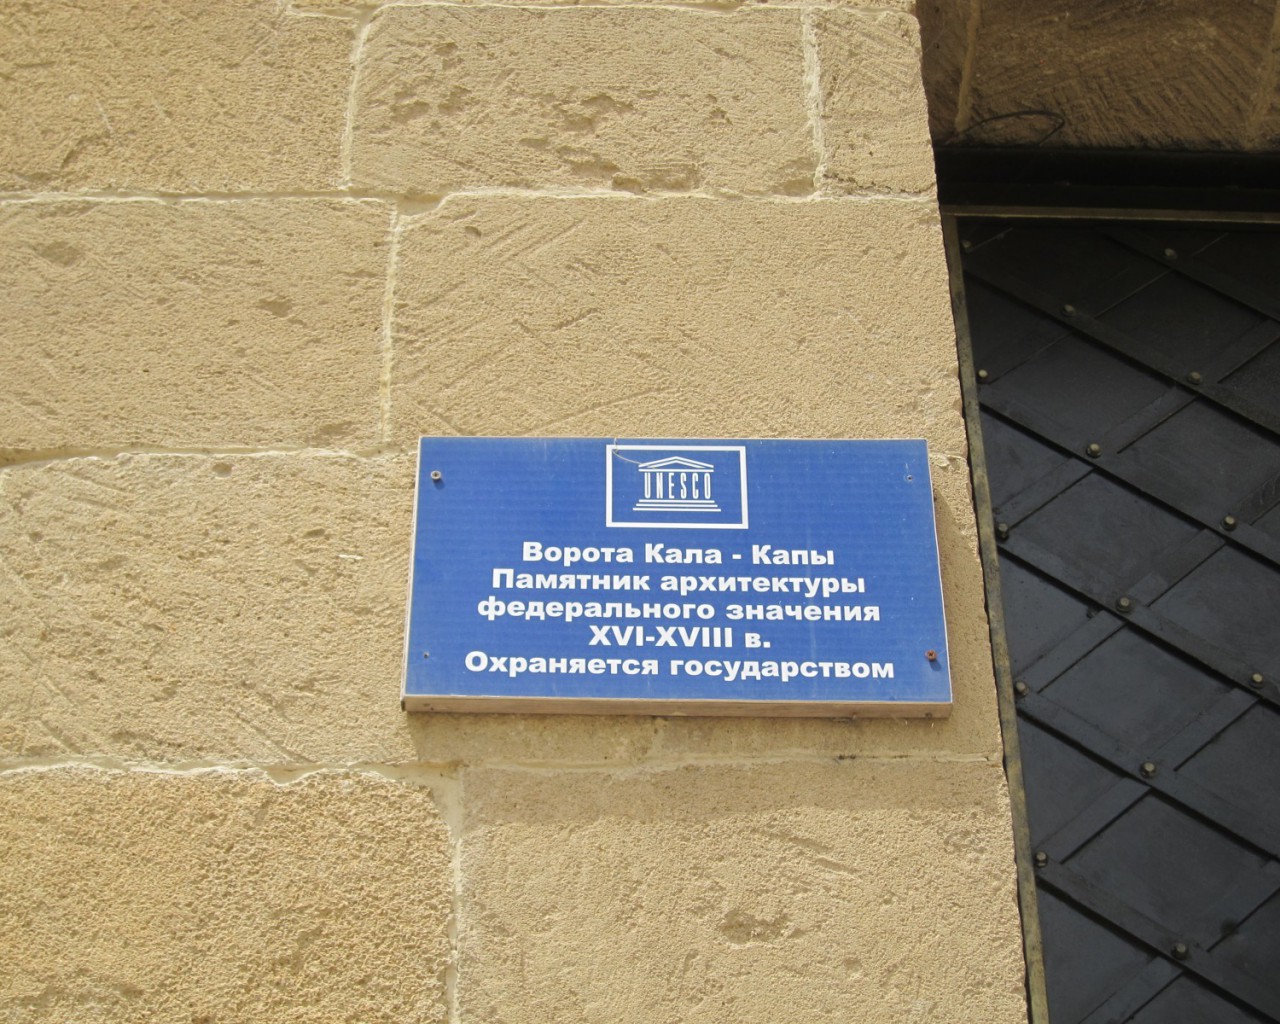 UNESCO
Ворота Кала - Капы
Памятник архитектуры
федерального значения
XVI-XVIII в.
Охраняется государством